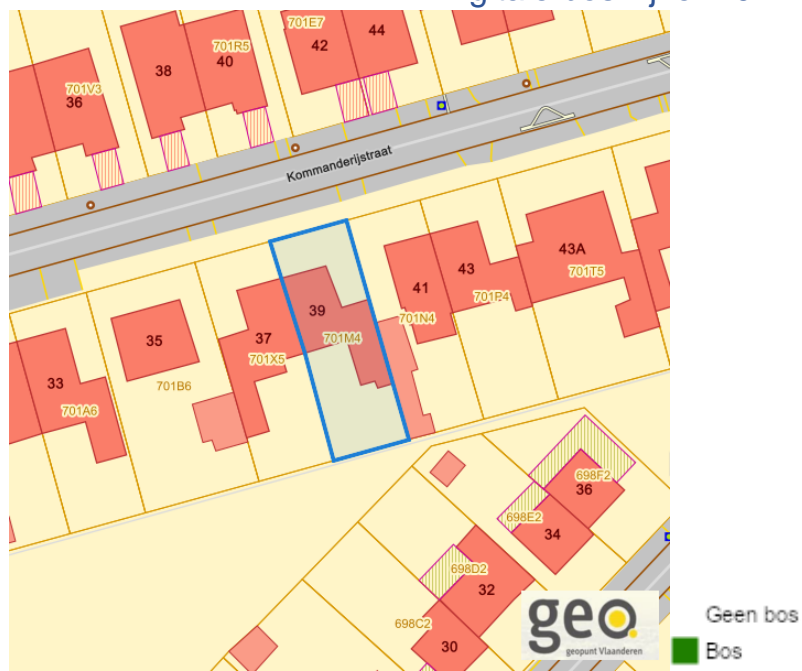 701E7
44
42
701R5
40
38
701V3
36
Kommanderijstraat
43A
701T5
43
701P4
41
701N4
39
701M4
37
701X5
35
701B6
33
701A6
698F2
36
698E2
34
698D2
32
698C2
30
geo
geopunt Vlaanderen
Geen bos
Bos